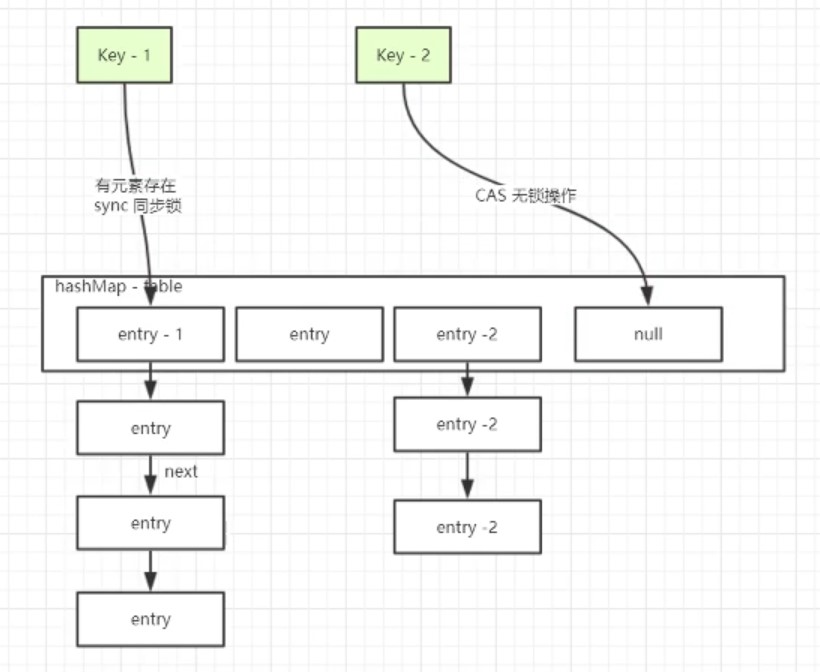 Key - 1
Key - 2
有元素存在
sync 同步锁
CAS 无锁操作
hashMap - table
entry - 1
entry
entry -2
null
entry
entry -2
next
entry
entry -2
entry